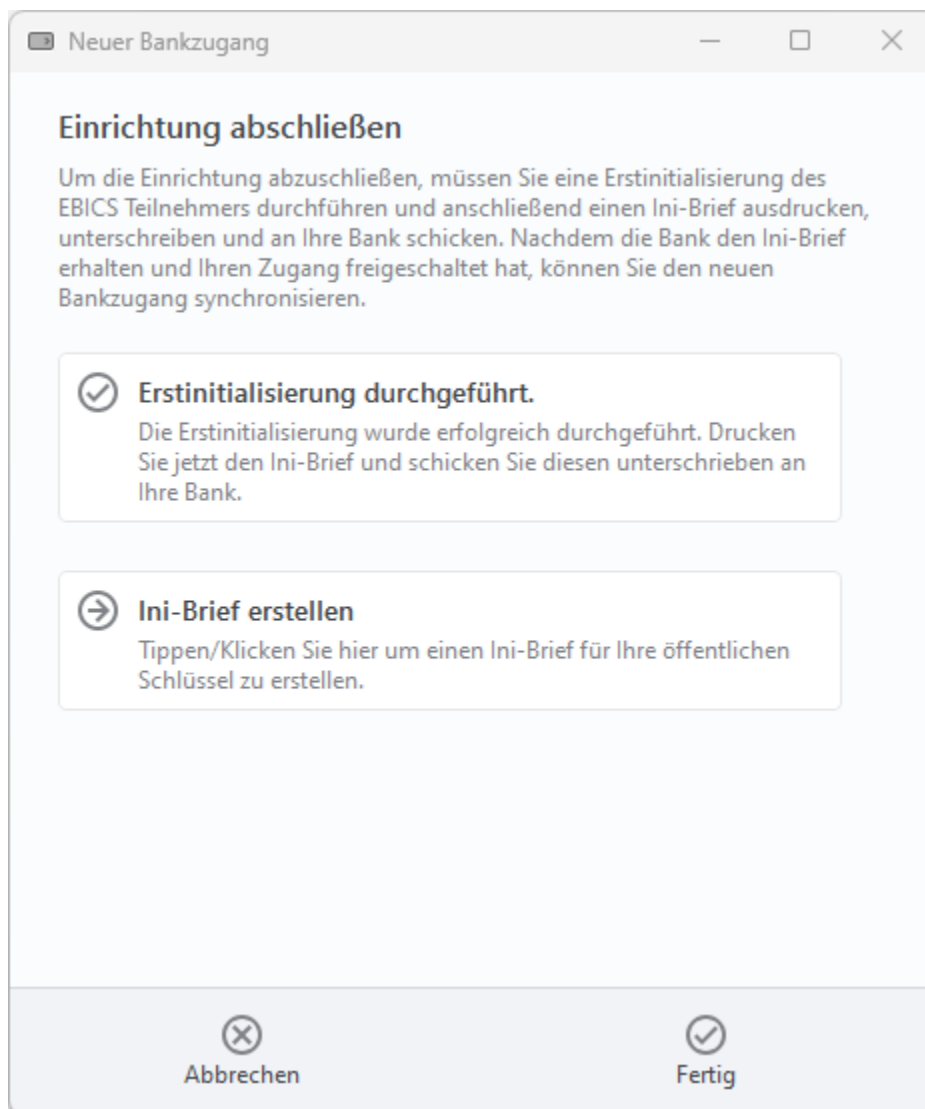 Neuer Bankzugang
Einrichtung abschließen
Um die Einrichtung abzuschließen, müssen Sie eine Erstinitialisierung des
EBICS Teilnehmers durchführen und anschließend einen Ini-Brief ausdrucken,
unterschreiben und an Ihre Bank schicken. Nachdem die Bank den Ini-Brief
erhalten und Ihren Zugang freigeschaltet hat, können Sie den neuen
Bankzugang synchronisieren.
Erstinitialisierung durchgeführt.
Die Erstinitialisierung wurde erfolgreich durchgeführt. Drucken
Sie jetzt den Ini-Brief und schicken Sie diesen unterschrieben an
Ihre Bank.
Ini-Brief erstellen
Tippen/Klicken Sie hier um einen Ini-Brief für Ihre öffentlichen
Schlüssel zu erstellen.
Abbrechen
Fertig